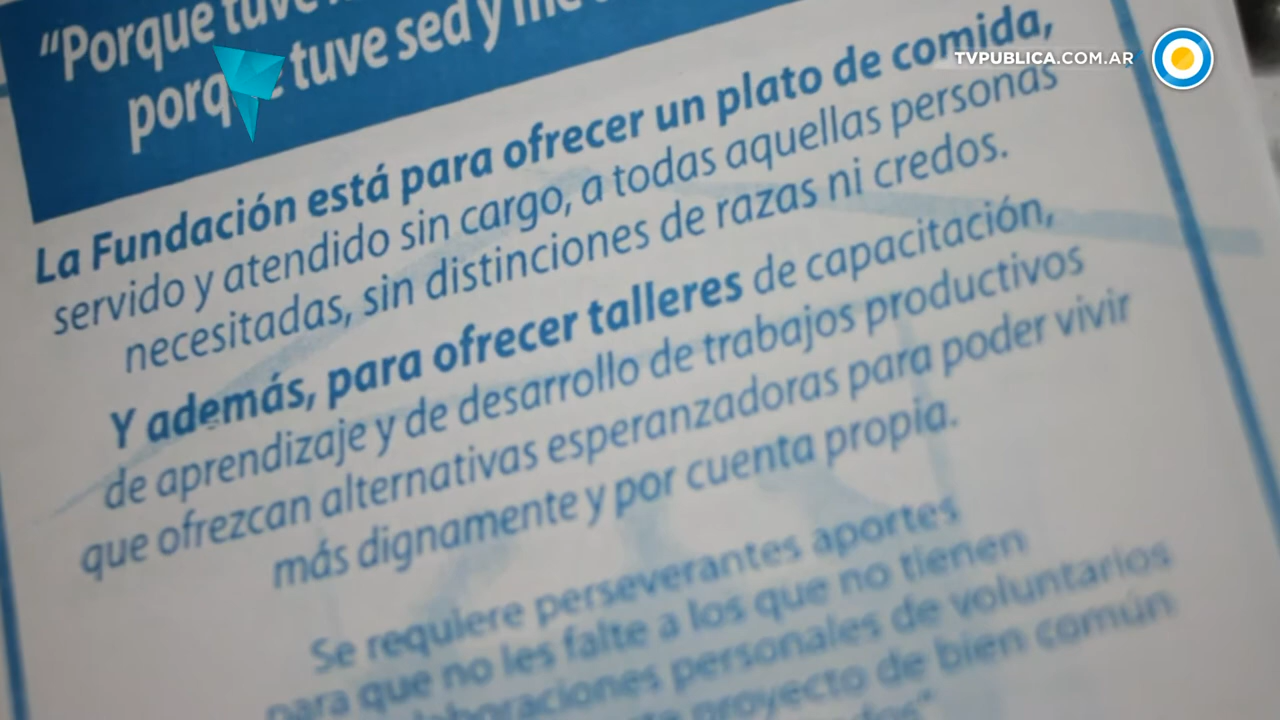 “Porque tuve
porque tuve sed y me
TVPUBLICA.COM.AR
La Fundación está para ofrecer un plato de comida,
servido y atendido sin cargo, a todas aquellas personas
necesitadas, sin distinciones de razas ni credos.
Y además, para ofrecer talleres de capacitación,
de aprendizaje y de desarrollo de trabajos productivos
que ofrezcan alternativas esperanzadoras para poder vivir
más dignamente y por cuenta propia.
Se requiere perseverantes aportes
para que no les falte a los que no tienen
personales de voluntarios
proyecto de bien común